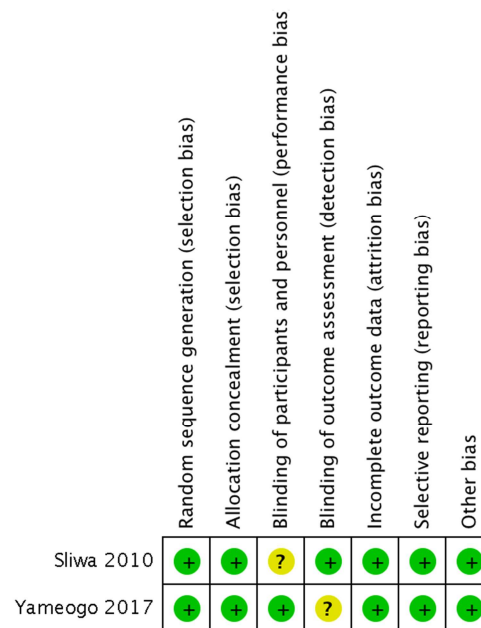 Random sequence generation (selection bias)
Allocation concealment (selection bias)
Blinding of participants and personnel (performance bias
Blinding of outcome assessment (detection bias)
Incomplete outcome data (attrition bias)
Selective reporting (reporting bias)
Other bias
Sliwa 2010 + + ? + + + +
Yameogo 2017 + + + ? + + +